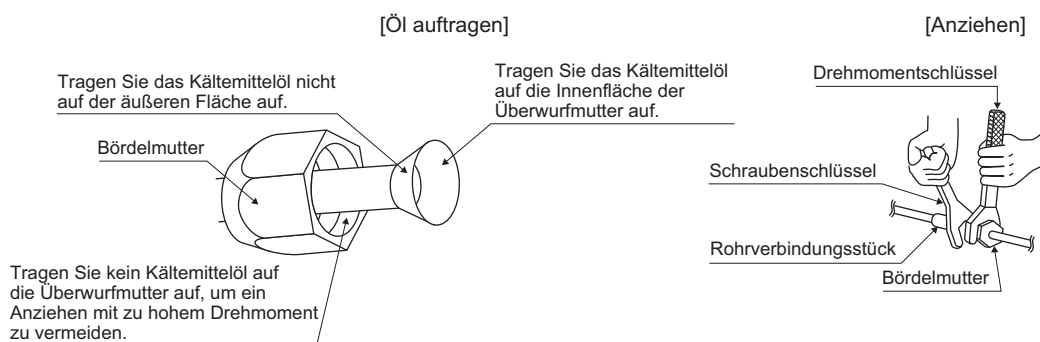 [Öl auftragen]
Tragen Sie das Kältemittelöl nicht
auf der äußeren Fläche auf.
Tragen Sie das Kältemittelöl
auf die Innenfläche der
Überwurfmutter auf.
Bördelmutter
Tragen Sie kein Kältemittelöl auf
die Überwurfmutter auf, um ein
Anziehen mit zu hohem Drehmoment
zu vermeiden.
[Anziehen]
Drehmomentschlüssel
Schraubenschlüssel
Rohrverbindungsstück
Bördelmutter